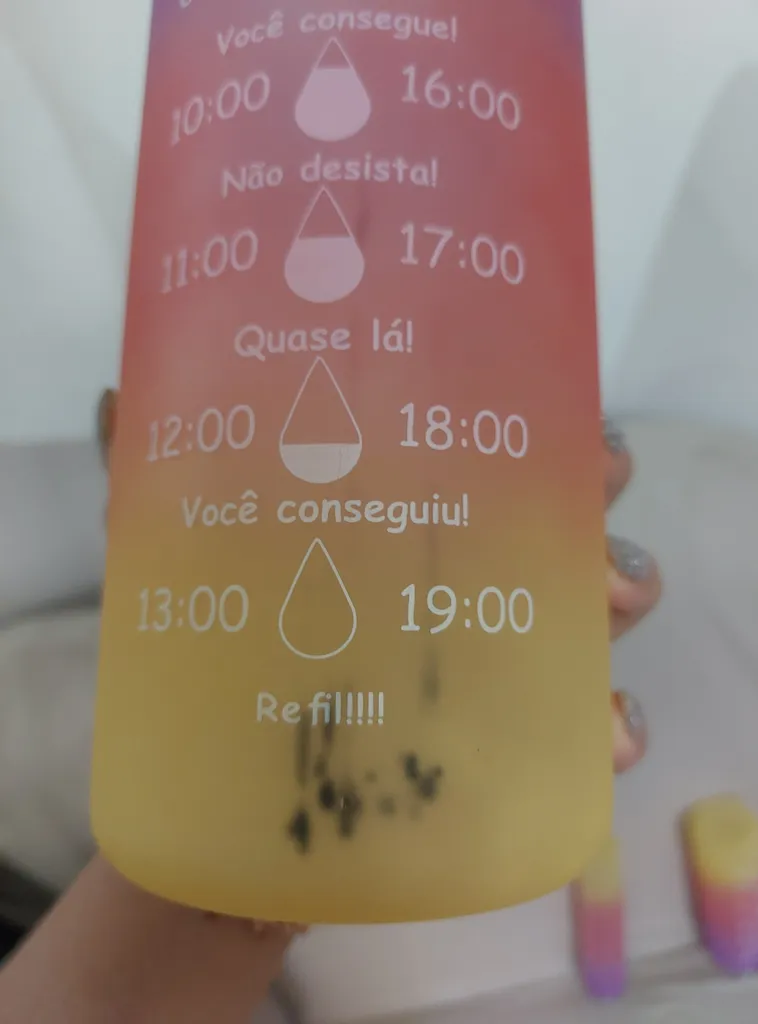 Você consegue!
10:00 16:00
Não desista!
11:00 17:00
Quase lá!
12:00 18:00
Você conseguiu!
13:00 19:00
Refil!!!!